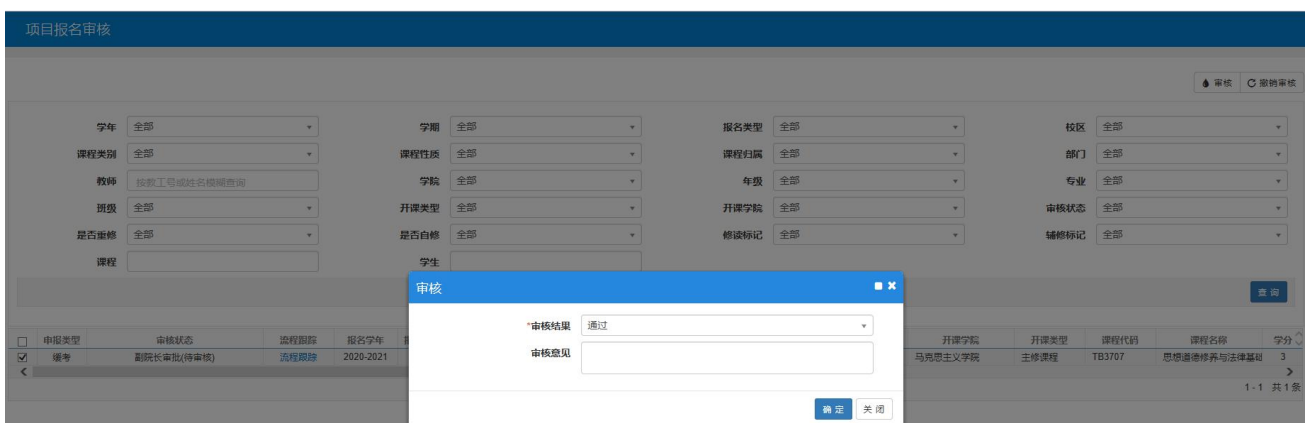 项目报名审核
审核 撤销审核
学年 全部 学期 全部 报名类型 全部 校区 全部
课程类别 全部 课程性质 全部 课程归属 全部 部门 全部
教师 按教工号或姓名模糊查询 学院 全部 年级 全部 专业 全部
班级 全部 开课类型 全部 开课学院 全部 审核状态 全部
是否重修 全部 是否自修 全部 修读标记 全部 辅修标记 全部
课程 学生
查询
审核
*审核结果 通过
审核意见
确定 关闭
申报类型 审核状态 流程跟踪 报名学年 开课学院 开课类型 课程代码 课程名称 学分
缓考 副院长审批(待审核) 流程跟踪 2020-2021 马克思主义学院 主修课程 TB3707 思想道德修养与法律基础 3
1 - 1 共1条